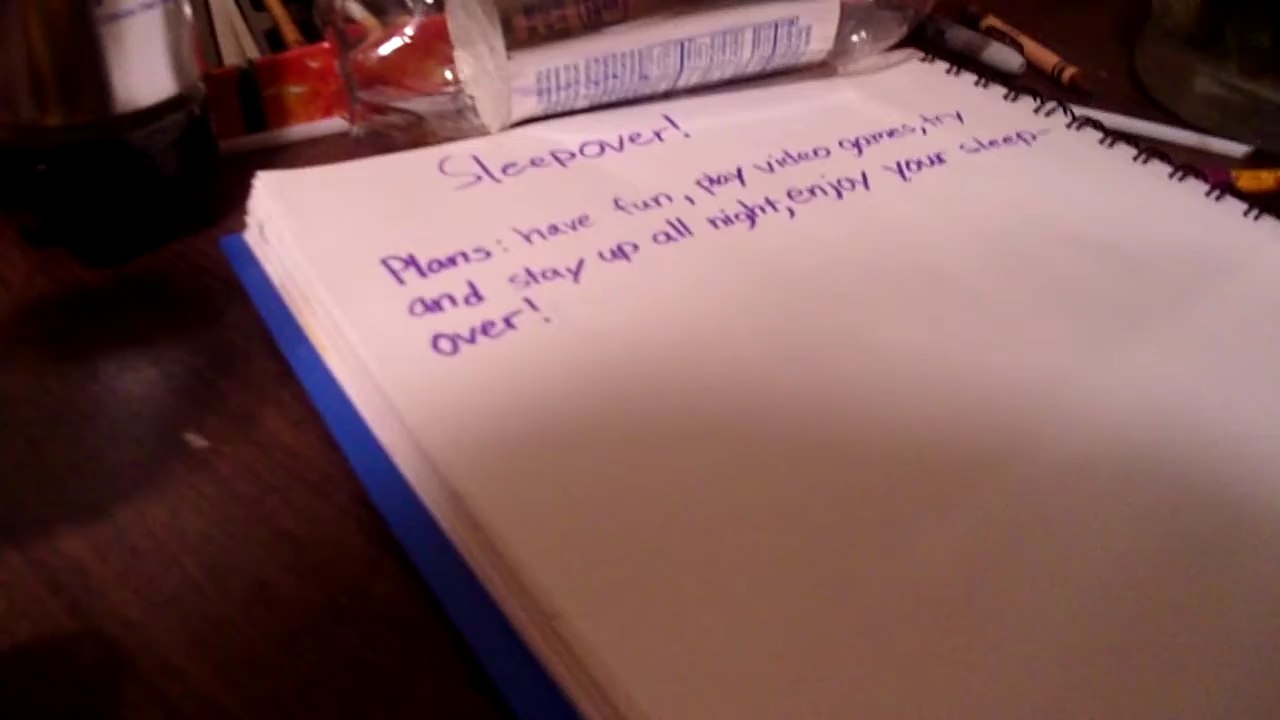 Sleepover!
Plans: have fun, play video games, try
and stay up all night, enjoy your sleep-
over!